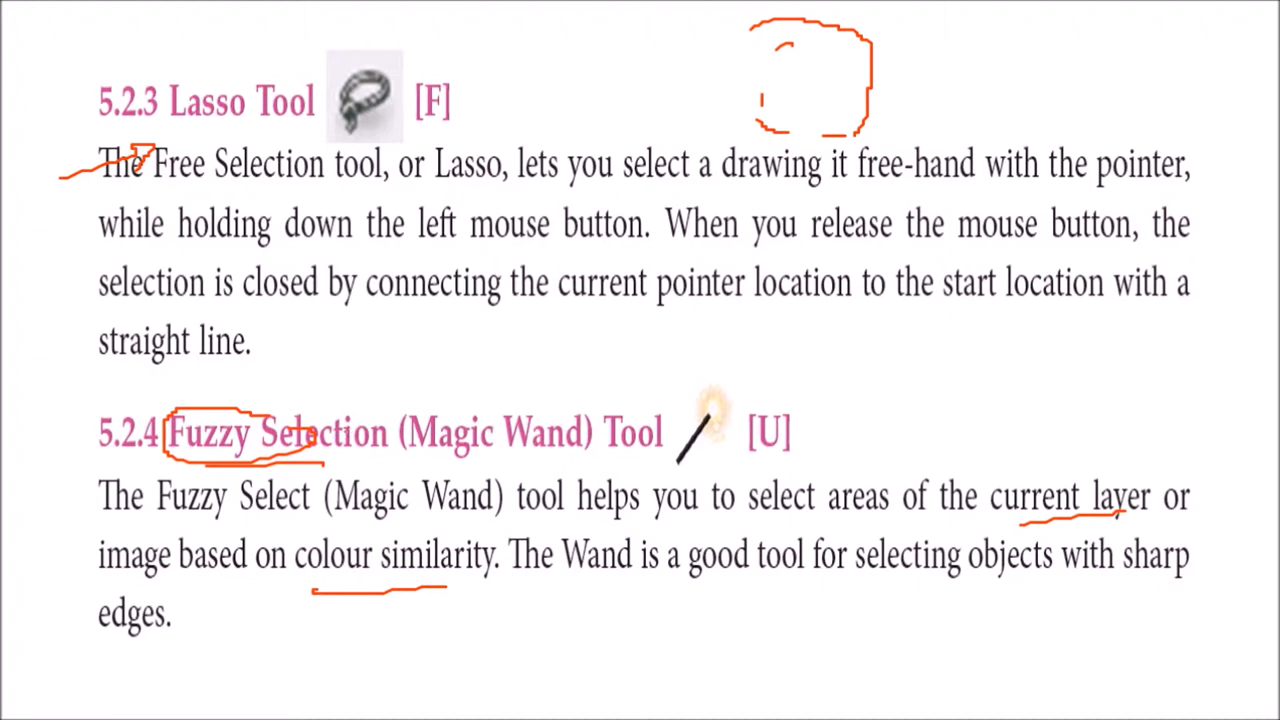 5.2.3 Lasso Tool [F]
The Free Selection tool, or Lasso, lets you select a drawing it free-hand with the pointer,
while holding down the left mouse button. When you release the mouse button, the
selection is closed by connecting the current pointer location to the start location with a
straight line.
5.2.4 Fuzzy Selection (Magic Wand) Tool [U]
The Fuzzy Select (Magic Wand) tool helps you to select areas of the current layer or
image based on colour similarity. The Wand is a good tool for selecting objects with sharp
edges.